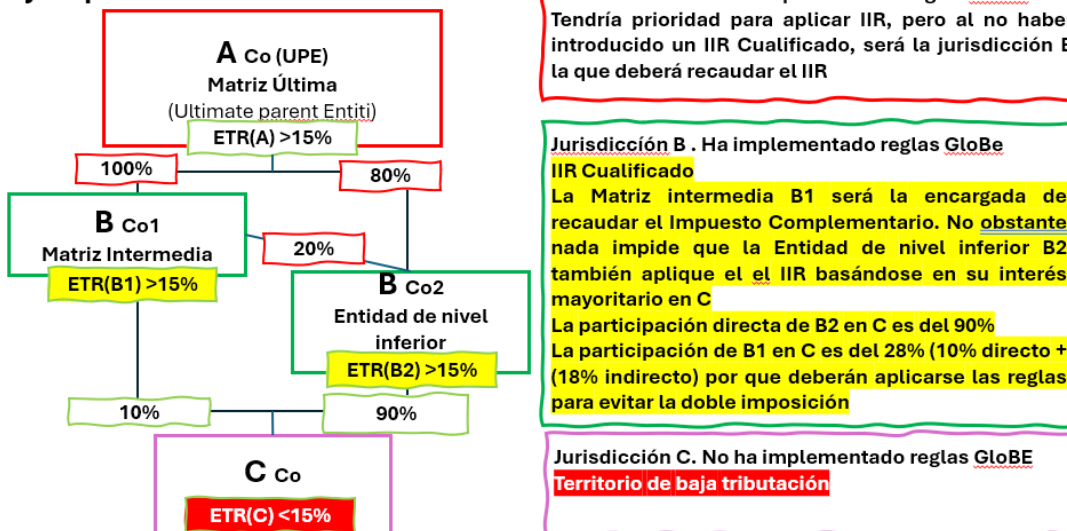 A Co (UPE)
Matriz Última
(Ultimate parent Entiti)
ETR(A) >15%
100%
80%
B Co1
Matriz Intermedia
ETR(B1) >15%
20%
B Co2
Entidad de nivel
inferior
ETR(B2) >15%
10%
90%
C Co
ETR(C) <15%
Tendría prioridad para aplicar IIR, pero al no habe
introducido un IIR Cualificado, será la jurisdicción
la que deberá recaudar el IIR
Jurisdiccíón B . Ha implementado reglas GloBe
IIR Cualificado
La Matriz intermedia B1 será la encargada de
recaudar el Impuesto Complementario. No obstante
nada impide que la Entidad de nivel inferior B2
también aplique el el IIR basándose en su interés
mayoritario en C
La participación directa de B2 en C es del 90%
La participación de B1 en C es del 28% (10% directo +
(18% indirecto) por que deberán aplicarse las reglas
para evitar la doble imposición
Jurisdicción C. No ha implementado reglas GloBE
Territorio de baja tributación